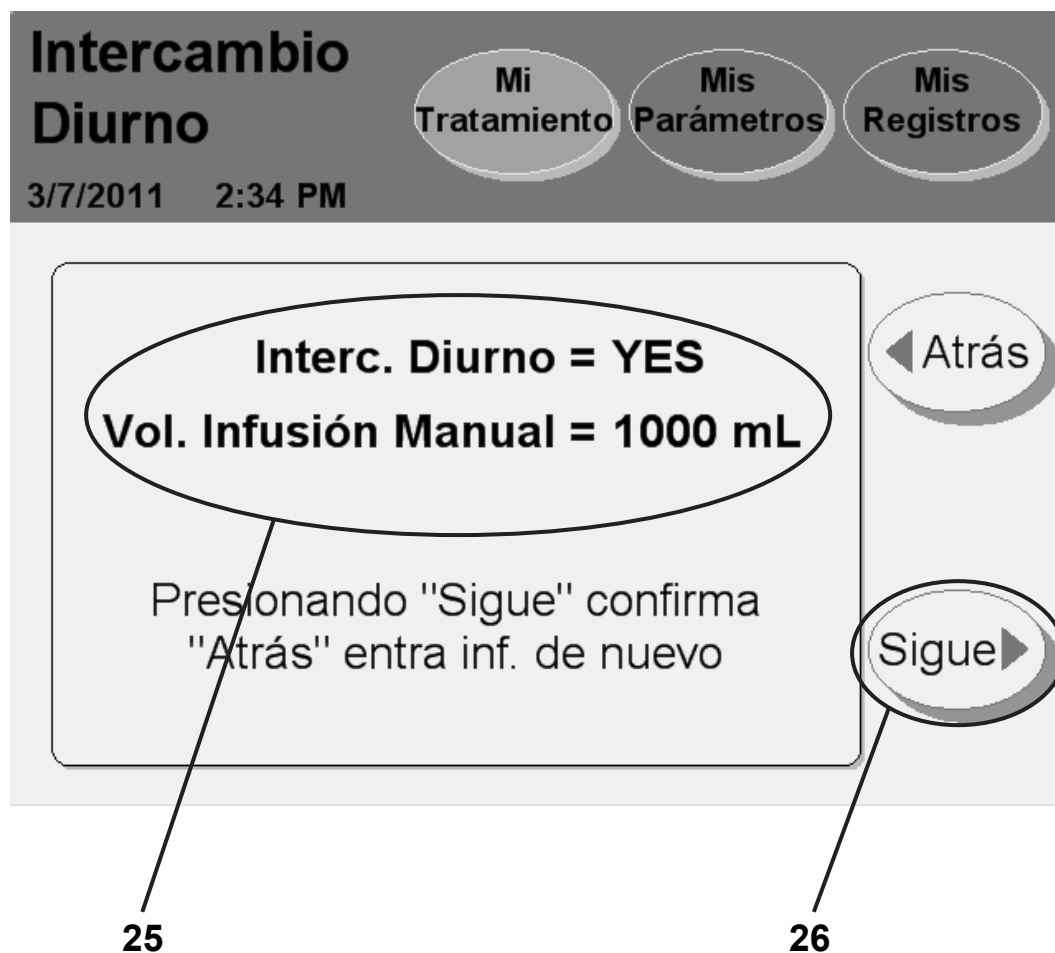 Intercambio
Diurno
3/7/2011 2:34 PM
Mi
Tratamiento
Mis
Parámetros
Mis
Registros
Interc. Diurno = YES
Vol. Infusión Manual = 1000 mL
Presionando "Sigue" confirma
"Atrás" entra inf. de nuevo
Atrás
Sigue
25
26